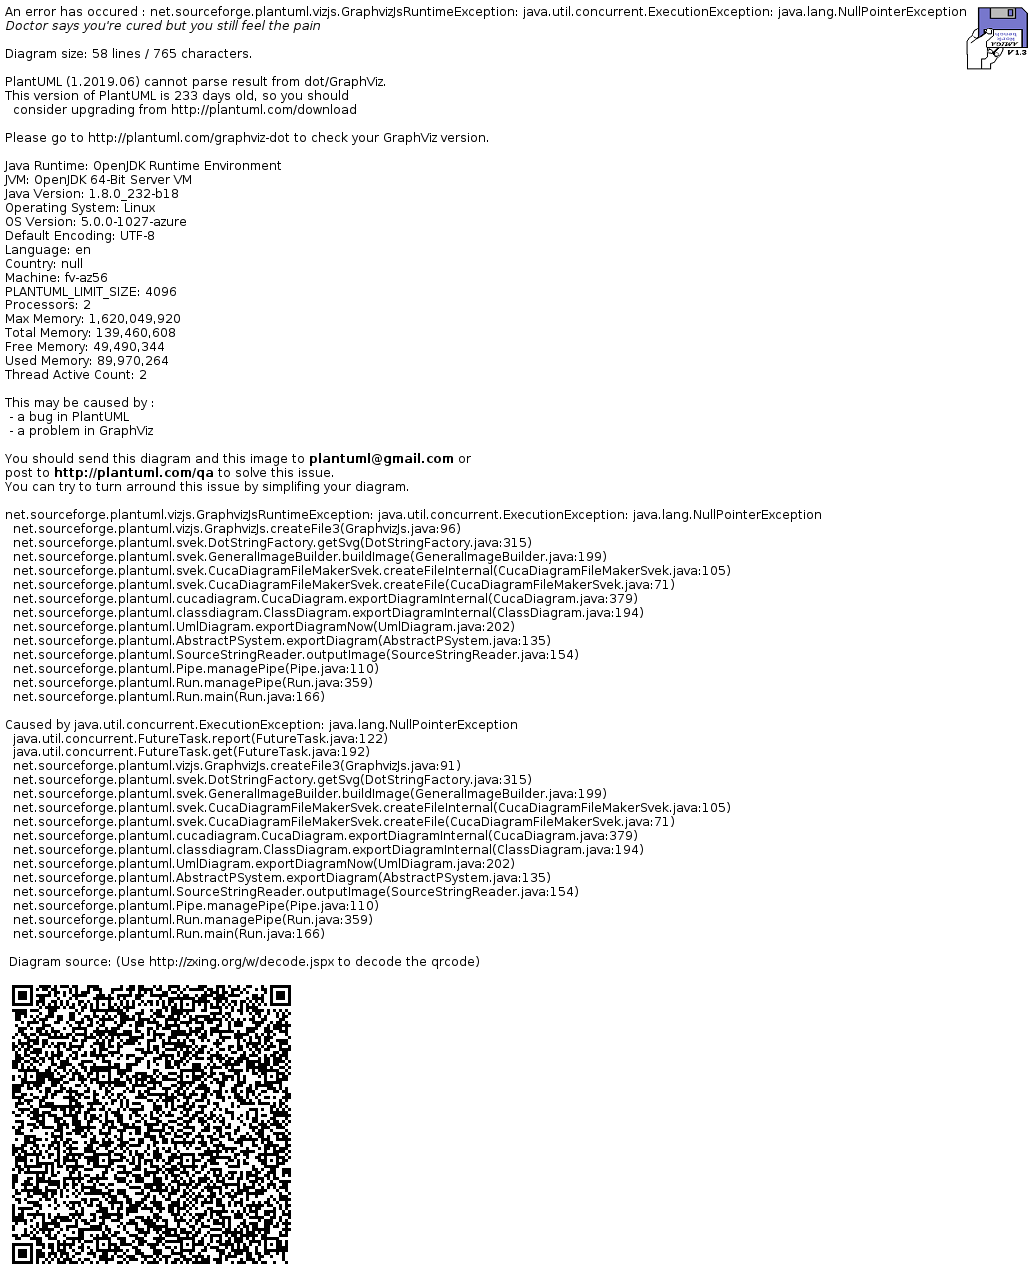 An error has occured : net.sourceforge.plantuml.vizjs.GraphvizJsRuntimeException: java.util.concurrent.ExecutionException: java.lang.NullPointerException
Doctor says you're cured but you still feel the pain
AMIGA
V 1.3
Diagram size: 58 lines / 765 characters.
PlantUML (1.2019.06) cannot parse result from dot/GraphViz.
This version of PlantUML is 233 days old, so you should
consider upgrading from http://plantuml.com/download
Please go to http://plantuml.com/graphviz-dot to check your GraphViz version.
Java Runtime: OpenJDK Runtime Environment
JVM: OpenJDK 64-Bit Server VM
Java Version: 1.8.0_232-b18
Operating System: Linux
OS Version: 5.0.0-1027-azure
Default Encoding: UTF-8
Language: en
Country: null
Machine: fv-az56
PLANTUML_LIMIT_SIZE: 4096
Processors: 2
Max Memory: 1,620,049,920
Total Memory: 139,460,608
Free Memory: 49,490,344
Used Memory: 89,970,264
Thread Active Count: 2
This may be caused by :
- a bug in PlantUML
- a problem in GraphViz
You should send this diagram and this image to plantuml@gmail.com or
post to http://plantuml.com/qa to solve this issue.
You can try to turn arround this issue by simplifing your diagram.
net.sourceforge.plantuml.vizjs.GraphvizJsRuntimeException: java.util.concurrent.ExecutionException: java.lang.NullPointerException
net.sourceforge.plantuml.vizjs.GraphvizJs.createFile3(GraphvizJs.java:96)
net.sourceforge.plantuml.svek.DotStringFactory.getSvg(DotStringFactory.java:315)
net.sourceforge.plantuml.svek.GeneralImageBuilder.buildImage(GeneralImageBuilder.java:199)
net.sourceforge.plantuml.svek.CucaDiagramFileMakerSvek.createFileInternal(CucaDiagramFileMakerSvek.java:105)
net.sourceforge.plantuml.svek.CucaDiagramFileMakerSvek.createFile(CucaDiagramFileMakerSvek.java:71)
net.sourceforge.plantuml.cucadiagram.CucaDiagram.exportDiagramInternal(CucaDiagram.java:379)
net.sourceforge.plantuml.classdiagram.ClassDiagram.exportDiagramInternal(ClassDiagram.java:194)
net.sourceforge.plantuml.UmlDiagram.exportDiagramNow(UmlDiagram.java:202)
net.sourceforge.plantuml.AbstractPSystem.exportDiagram(AbstractPSystem.java:135)
net.sourceforge.plantuml.SourceStringReader.outputImage(SourceStringReader.java:154)
net.sourceforge.plantuml.Pipe.managePipe(Pipe.java:110)
net.sourceforge.plantuml.Run.managePipe(Run.java:359)
net.sourceforge.plantuml.Run.main(Run.java:166)
Caused by java.util.concurrent.ExecutionException: java.lang.NullPointerException
java.util.concurrent.FutureTask.report(FutureTask.java:122)
java.util.concurrent.FutureTask.get(FutureTask.java:192)
net.sourceforge.plantuml.vizjs.GraphvizJs.createFile3(GraphvizJs.java:91)
net.sourceforge.plantuml.svek.DotStringFactory.getSvg(DotStringFactory.java:315)
net.sourceforge.plantuml.svek.GeneralImageBuilder.buildImage(GeneralImageBuilder.java:199)
net.sourceforge.plantuml.svek.CucaDiagramFileMakerSvek.createFileInternal(CucaDiagramFileMakerSvek.java:105)
net.sourceforge.plantuml.svek.CucaDiagramFileMakerSvek.createFile(CucaDiagramFileMakerSvek.java:71)
net.sourceforge.plantuml.cucadiagram.CucaDiagram.exportDiagramInternal(CucaDiagram.java:379)
net.sourceforge.plantuml.classdiagram.ClassDiagram.exportDiagramInternal(ClassDiagram.java:194)
net.sourceforge.plantuml.UmlDiagram.exportDiagramNow(UmlDiagram.java:202)
net.sourceforge.plantuml.AbstractPSystem.exportDiagram(AbstractPSystem.java:135)
net.sourceforge.plantuml.SourceStringReader.outputImage(SourceStringReader.java:154)
net.sourceforge.plantuml.Pipe.managePipe(Pipe.java:110)
net.sourceforge.plantuml.Run.managePipe(Run.java:359)
net.sourceforge.plantuml.Run.main(Run.java:166)
Diagram source: (Use http://zxing.org/w/decode.jspx to decode the qrcode)